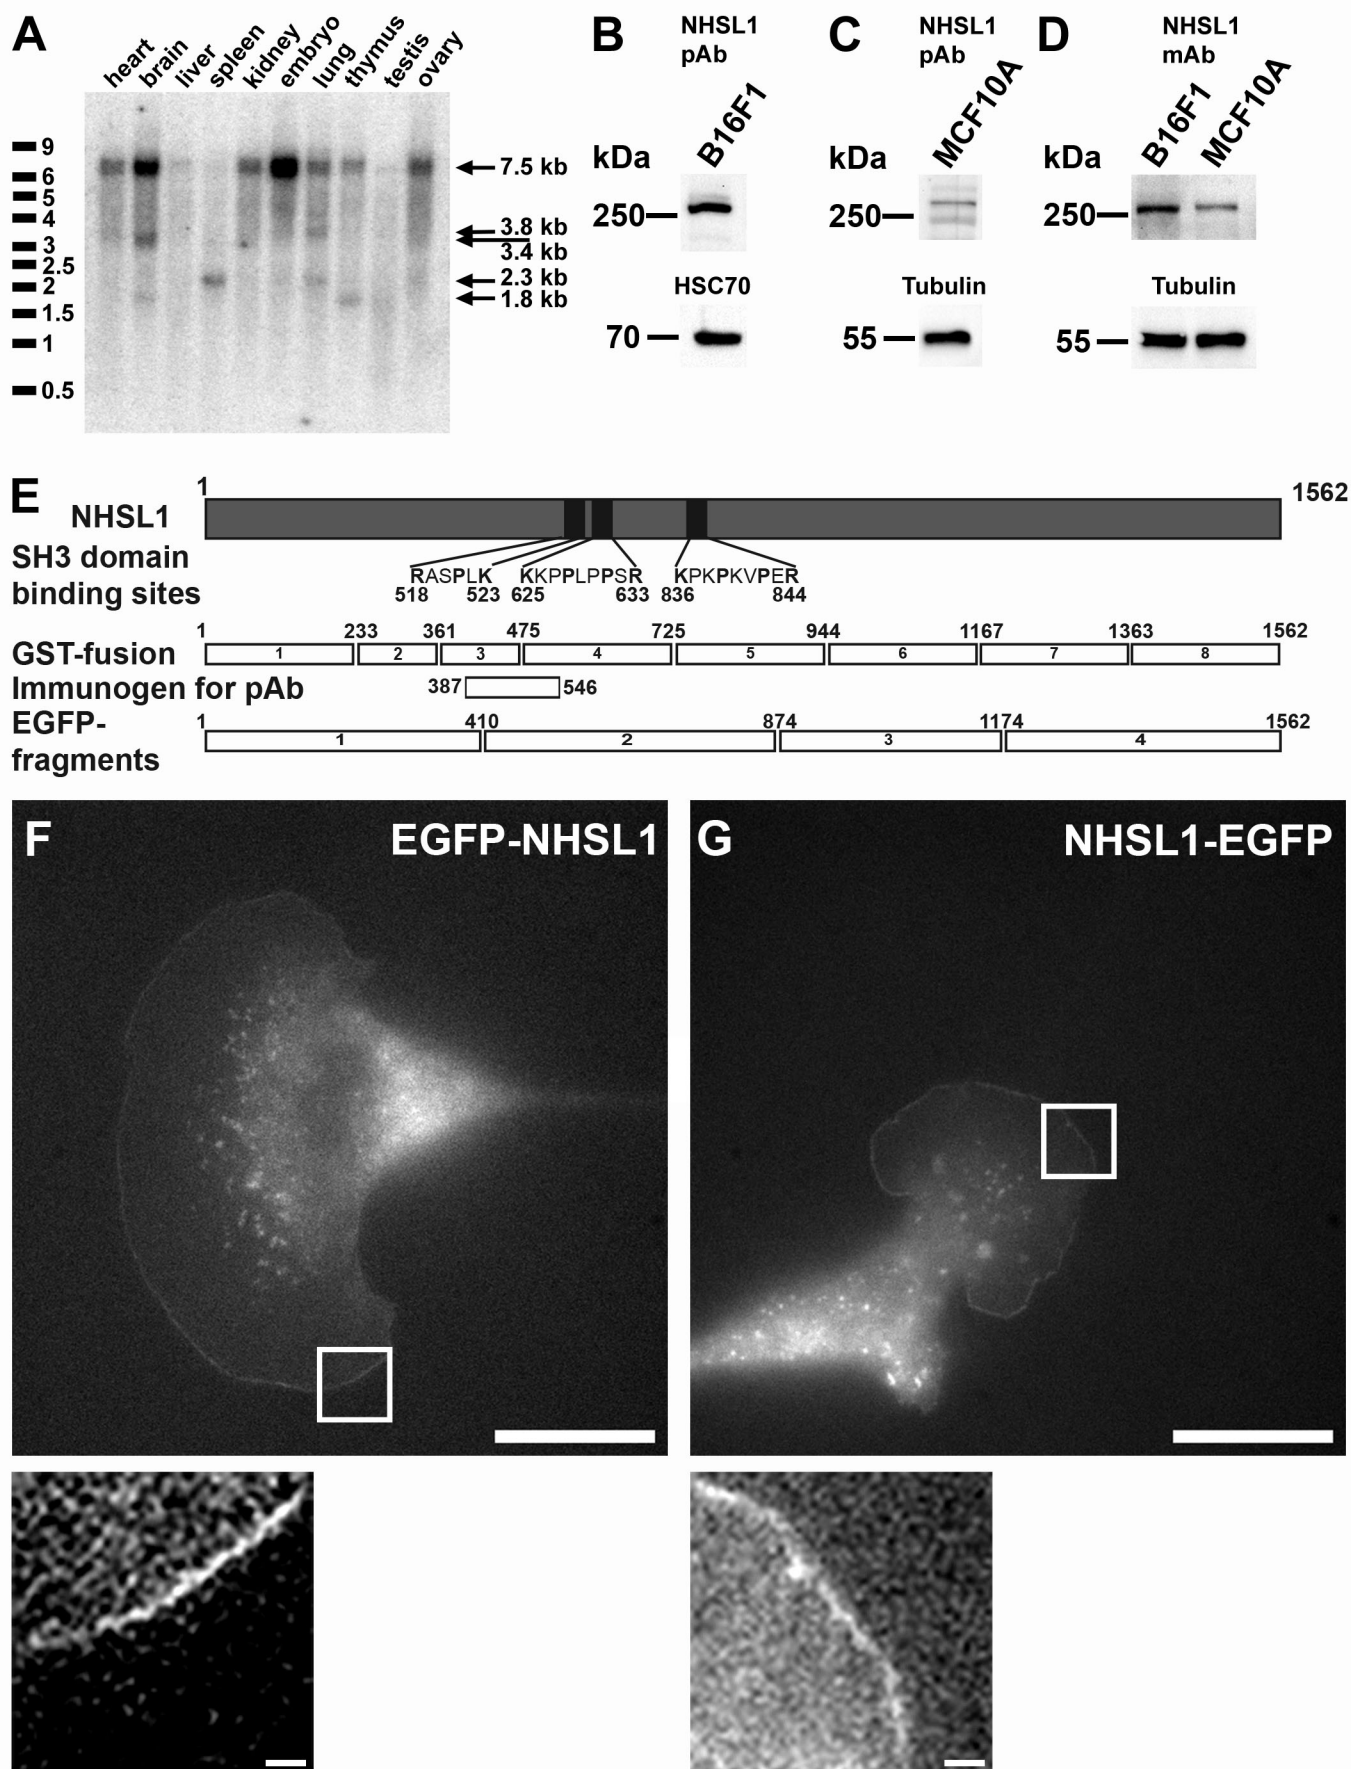 A
heart brain liver spleen kidney embryo lung thymus testis ovary
9
6
5
4
3
2.5
2
1.5
1
0.5
7.5 kb
3.8 kb
3.4 kb
2.3 kb
1.8 kb
B
NHSL1
pAb
B16F1
kDa
250
HSC70
70
C
NHSL1
pAb
MCF10A
kDa
250
Tubulin
55
D
NHSL1
mAb
B16F1 MCF10A
kDa
250
Tubulin
55
E
1 1562
NHSL1
SH3 domain
binding sites
RASPLK KKPPLPPSR KPKPKVPER
518 523 625 633 836 844
1 233 361 475 725 944 1167 1363 1562
GST-fusion 1 2 3 4 5 6 7 8
Immunogen for pAb 387 546
1 410 874 1174 1562
EGFP-
fragments
1 2 3 4
F EGFP-NHSL1
G NHSL1-EGFP